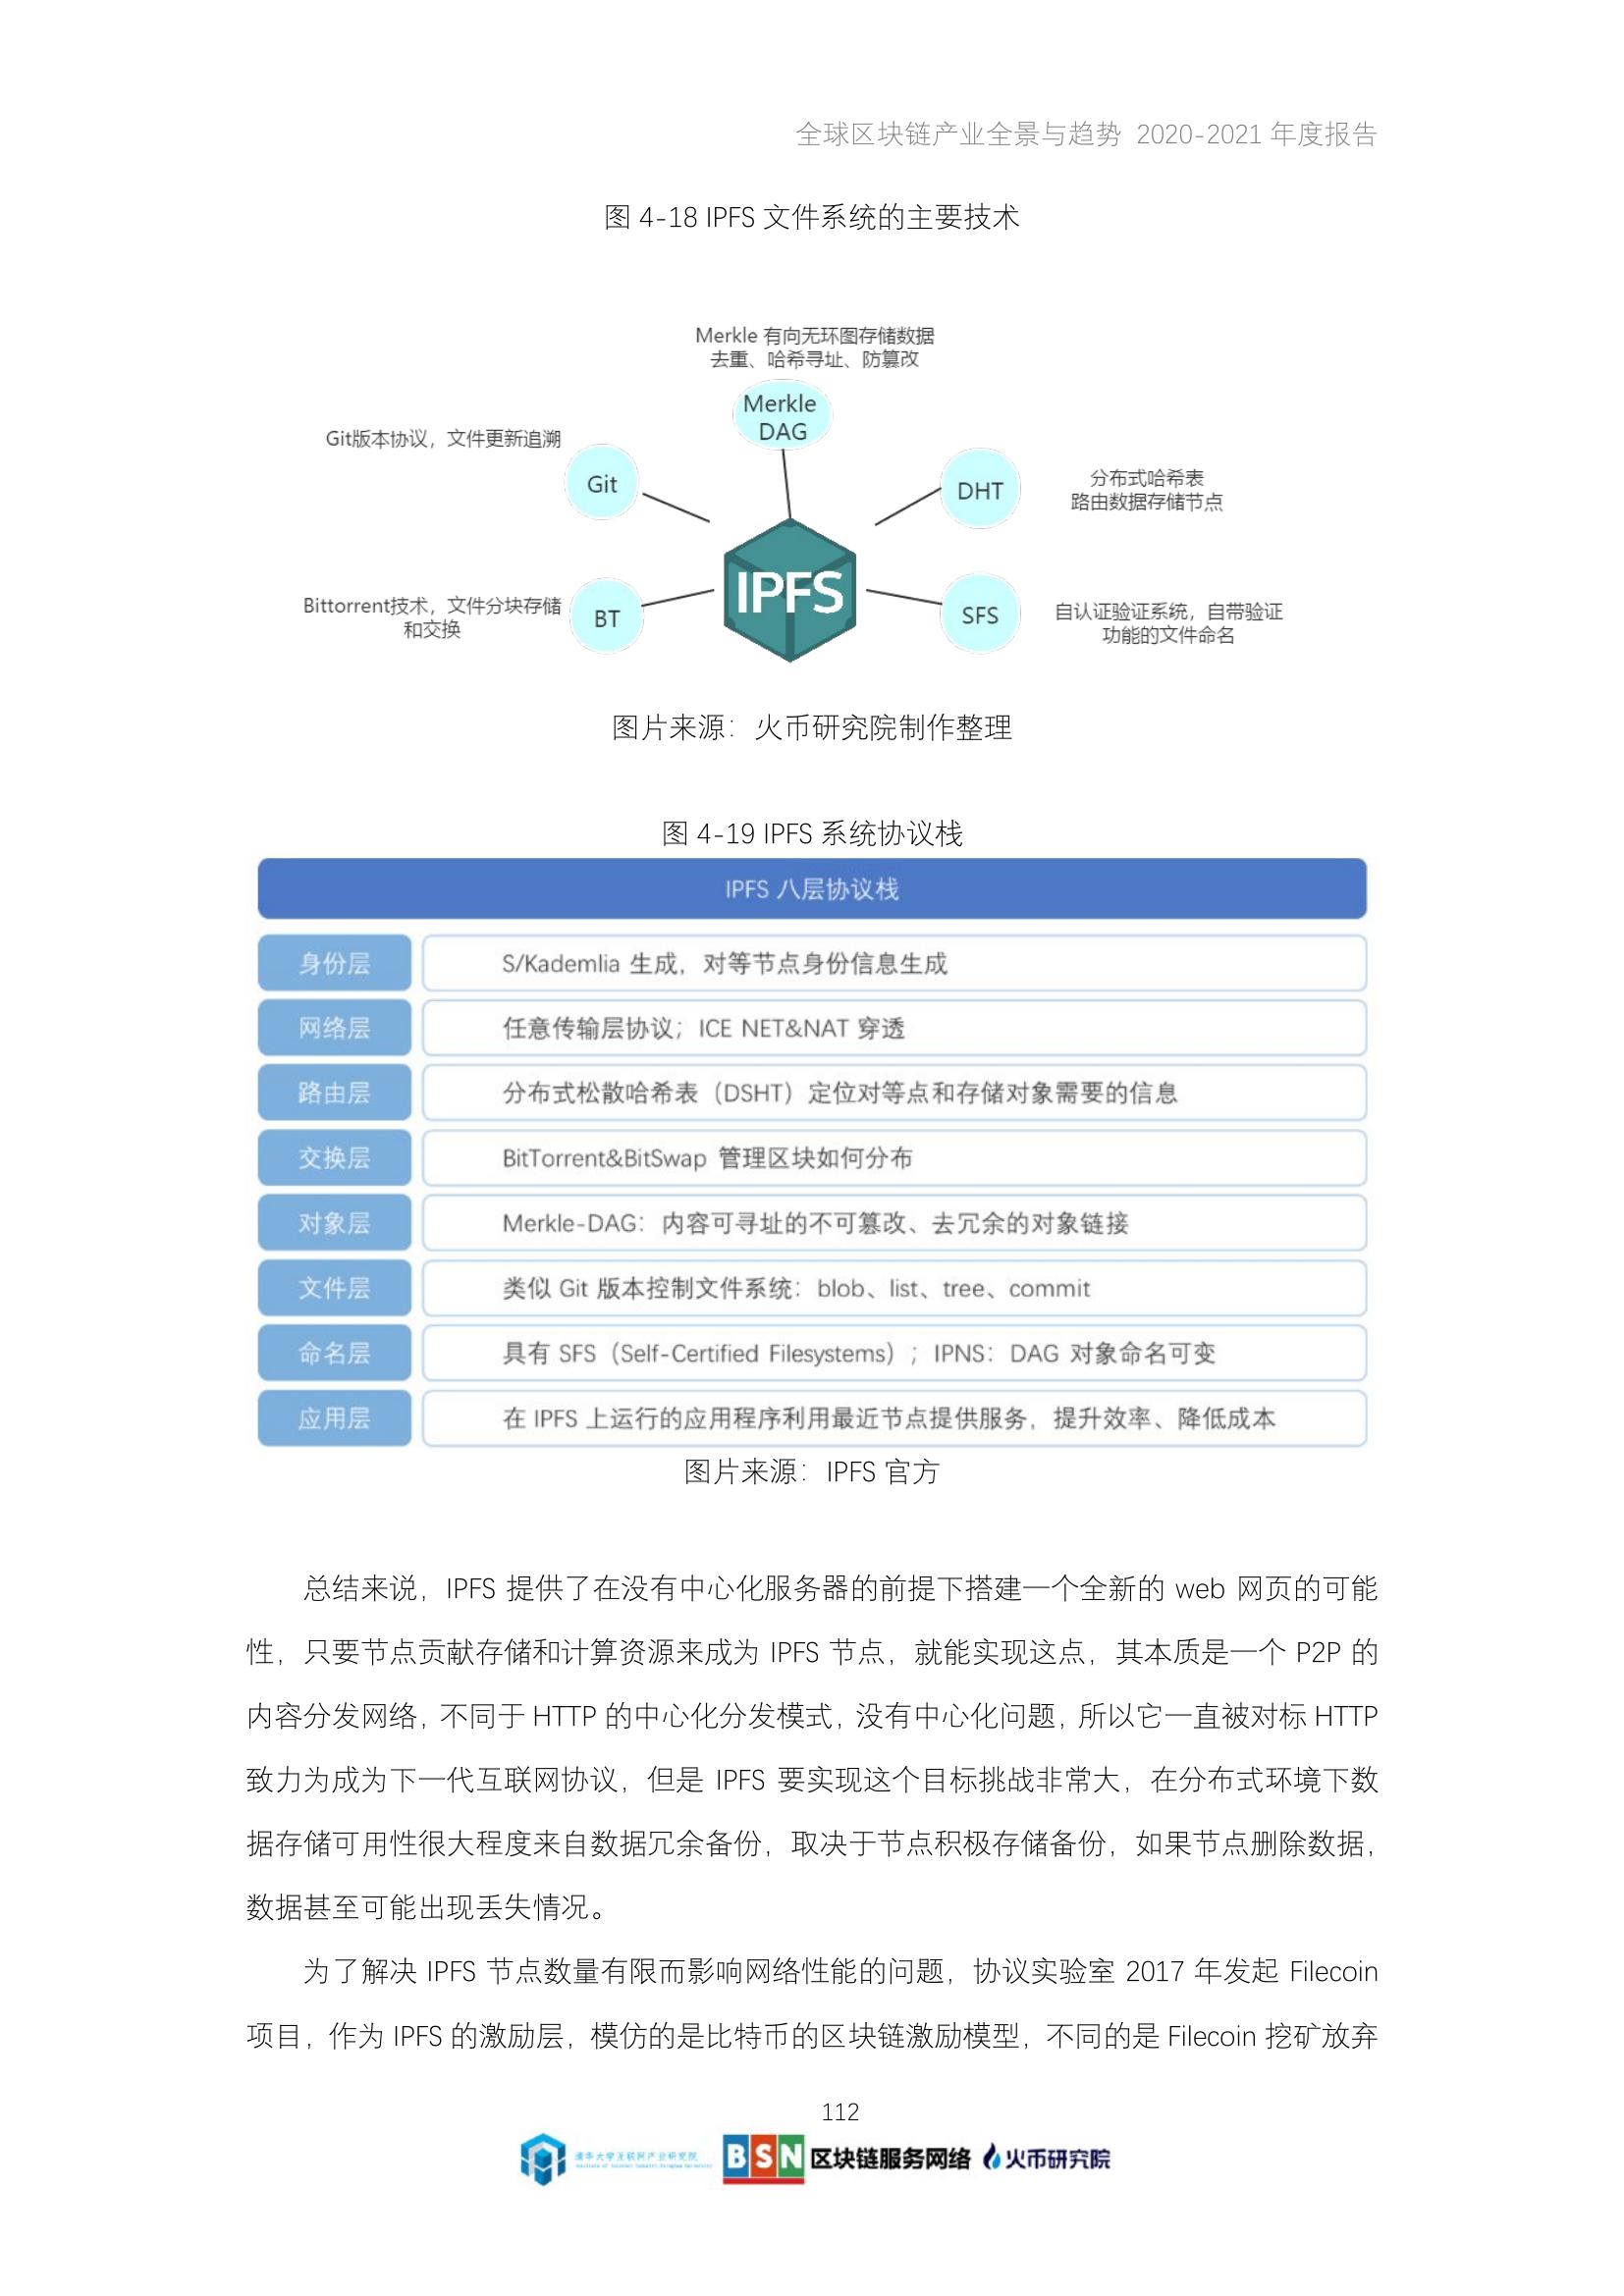 全球区块链产业全景与趋势 2020-2021 年度报告
图 4-18 IPFS 文件系统的主要技术
Merkle 有向无环图存储数据
去重、哈希寻址、防篡改
Merkle
DAG
Git版本协议，文件更新追溯
Git
DHT
分布式哈希表
路由数据存储节点
IPFS
Bittorrent技术，文件分块存储
和交换
BT
SFS
自认证验证系统，自带验证
功能的文件命名
图片来源：火币研究院制作整理
图 4-19 IPFS 系统协议栈
IPFS 八层协议栈
身份层 S/Kademlia 生成，对等节点身份信息生成
网络层 任意传输层协议；ICE NET&NAT 穿透
路由层 分布式松散哈希表（DSHT）定位对等点和存储对象需要的信息
交换层 BitTorrent&BitSwap 管理区块如何分布
对象层 Merkle-DAG：内容可寻址的不可篡改、去冗余的对象链接
文件层 类似 Git 版本控制文件系统：blob、list、tree、commit
命名层 具有 SFS（Self-Certified Filesystems）；IPNS：DAG 对象命名可变
应用层 在 IPFS 上运行的应用程序利用最近节点提供服务，提升效率、降低成本
图片来源：IPFS 官方
总结来说，IPFS 提供了在没有中心化服务器的前提下搭建一个全新的 web 网页的可能
性，只要节点贡献存储和计算资源来成为 IPFS 节点，就能实现这点，其本质是一个 P2P 的
内容分发网络，不同于 HTTP 的中心化分发模式，没有中心化问题，所以它一直被对标 HTTP
致力为成为下一代互联网协议，但是 IPFS 要实现这个目标挑战非常大，在分布式环境下数
据存储可用性很大程度来自数据冗余备份，取决于节点积极存储备份，如果节点删除数据，
数据甚至可能出现丢失情况。
为了解决 IPFS 节点数量有限而影响网络性能的问题，协议实验室 2017 年发起 Filecoin
项目，作为 IPFS 的激励层，模仿的是比特币的区块链激励模型，不同的是 Filecoin 挖矿放弃
112
清华大学互联网产业研究院
BSN 区块链服务网络 火币研究院